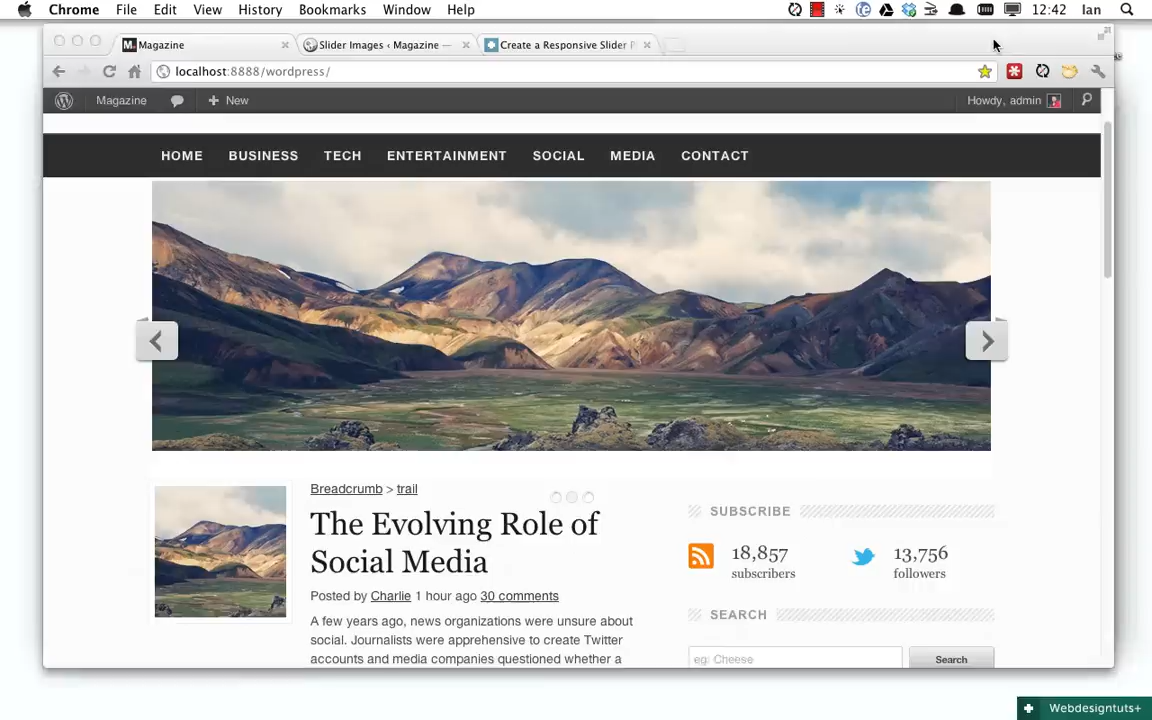 Chrome File Edit View History Bookmarks Window Help 12:42 Ian
Magazine Slider Images ‹ Magazine — Create a Responsive Slider P
localhost:8888/wordpress/
Magazine + New Howdy, admin
HOME BUSINESS TECH ENTERTAINMENT SOCIAL MEDIA CONTACT
Breadcrumb > trail
The Evolving Role of
Social Media
Posted by Charlie 1 hour ago 30 comments
A few years ago, news organizations were unsure about
social. Journalists were apprehensive to create Twitter
accounts and media companies questioned whether a
SUBSCRIBE
18,857
subscribers
13,756
followers
SEARCH
eg: Cheese Search
Webdesigntuts+